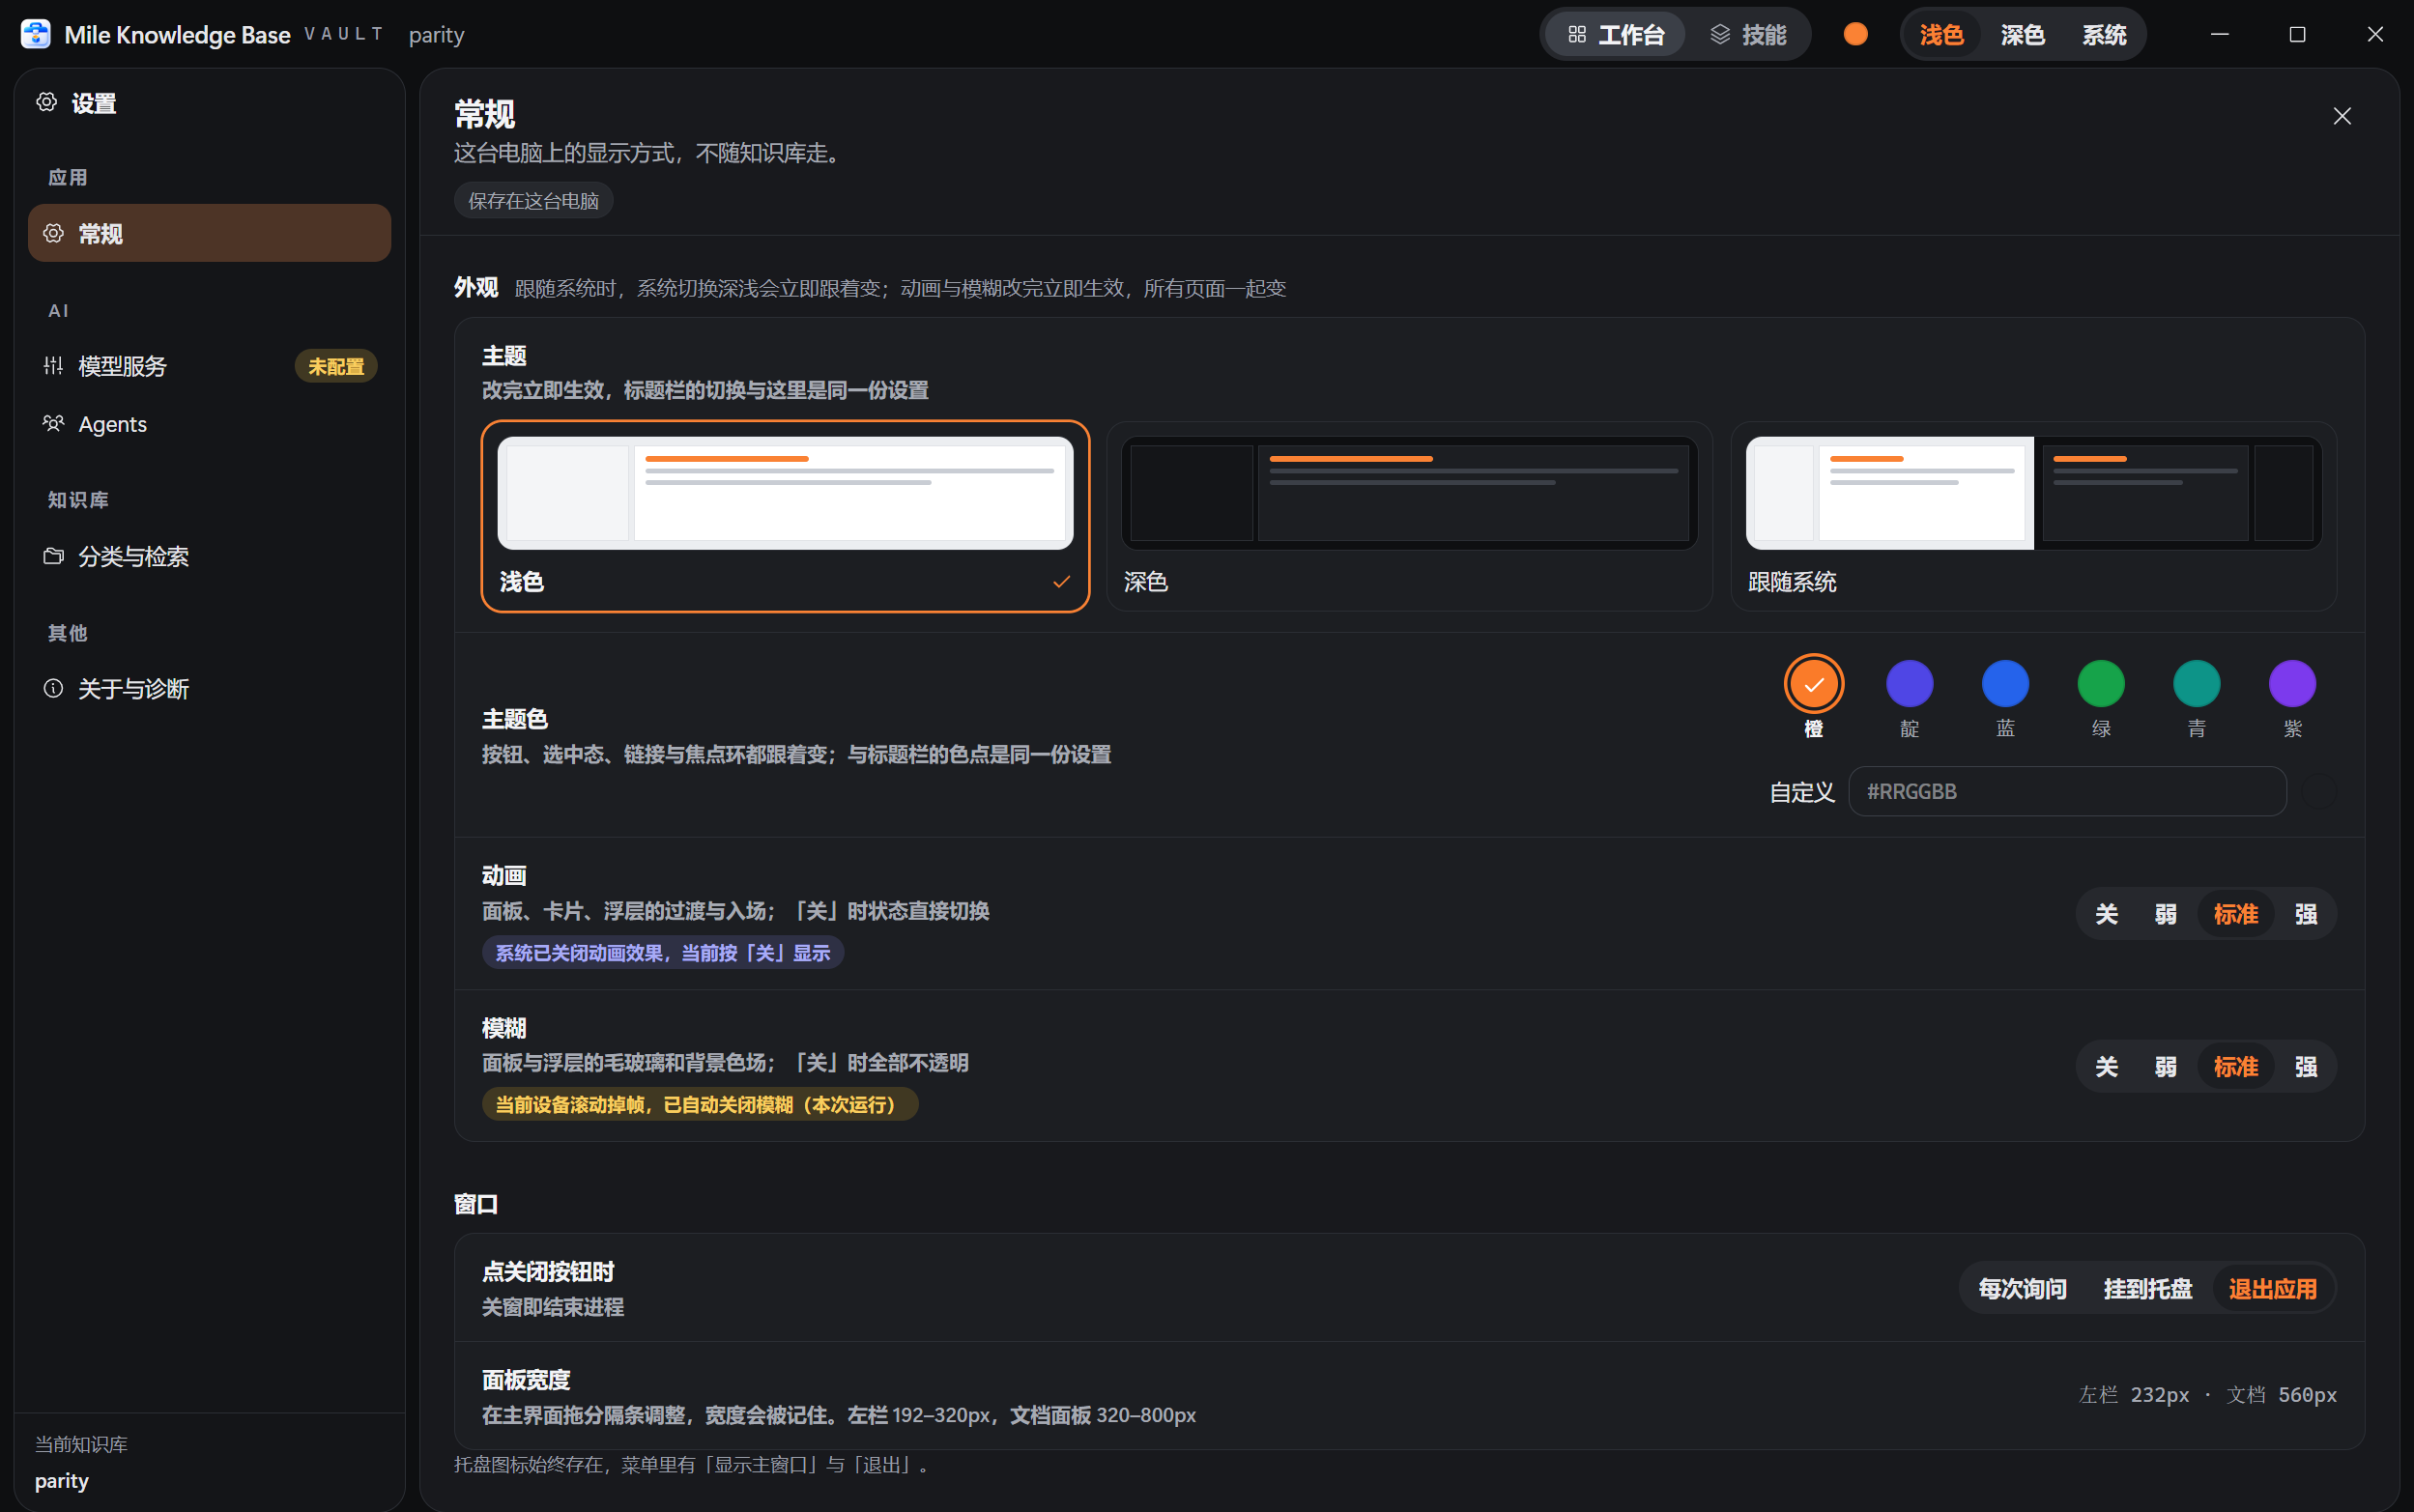 Mile Knowledge Base VAULT parity
工作台 技能 浅色 深色 系统
设置
应用
常规
AI
模型服务 未配置
Agents
知识库
分类与检索
其他
关于与诊断
当前知识库
parity
常规
这台电脑上的显示方式，不随知识库走。
保存在这台电脑
外观 跟随系统时，系统切换深浅会立即跟着变；动画与模糊改完立即生效，所有页面一起变
主题
改完立即生效，标题栏的切换与这里是同一份设置
浅色 深色 跟随系统
主题色
按钮、选中态、链接与焦点环都跟着变；与标题栏的色点是同一份设置
橙 靛 蓝 绿 青 紫
自定义 #RRGGBB
动画
面板、卡片、浮层的过渡与入场；「关」时状态直接切换
系统已关闭动画效果，当前按「关」显示
关 弱 标准 强
模糊
面板与浮层的毛玻璃和背景色场；「关」时全部不透明
当前设备滚动掉帧，已自动关闭模糊（本次运行）
关 弱 标准 强
窗口
点关闭按钮时
关窗即结束进程
每次询问 挂到托盘 退出应用
面板宽度
在主界面拖分隔条调整，宽度会被记住。左栏 192–320px，文档面板 320–800px
左栏 232px · 文档 560px
托盘图标始终存在，菜单里有「显示主窗口」与「退出」。